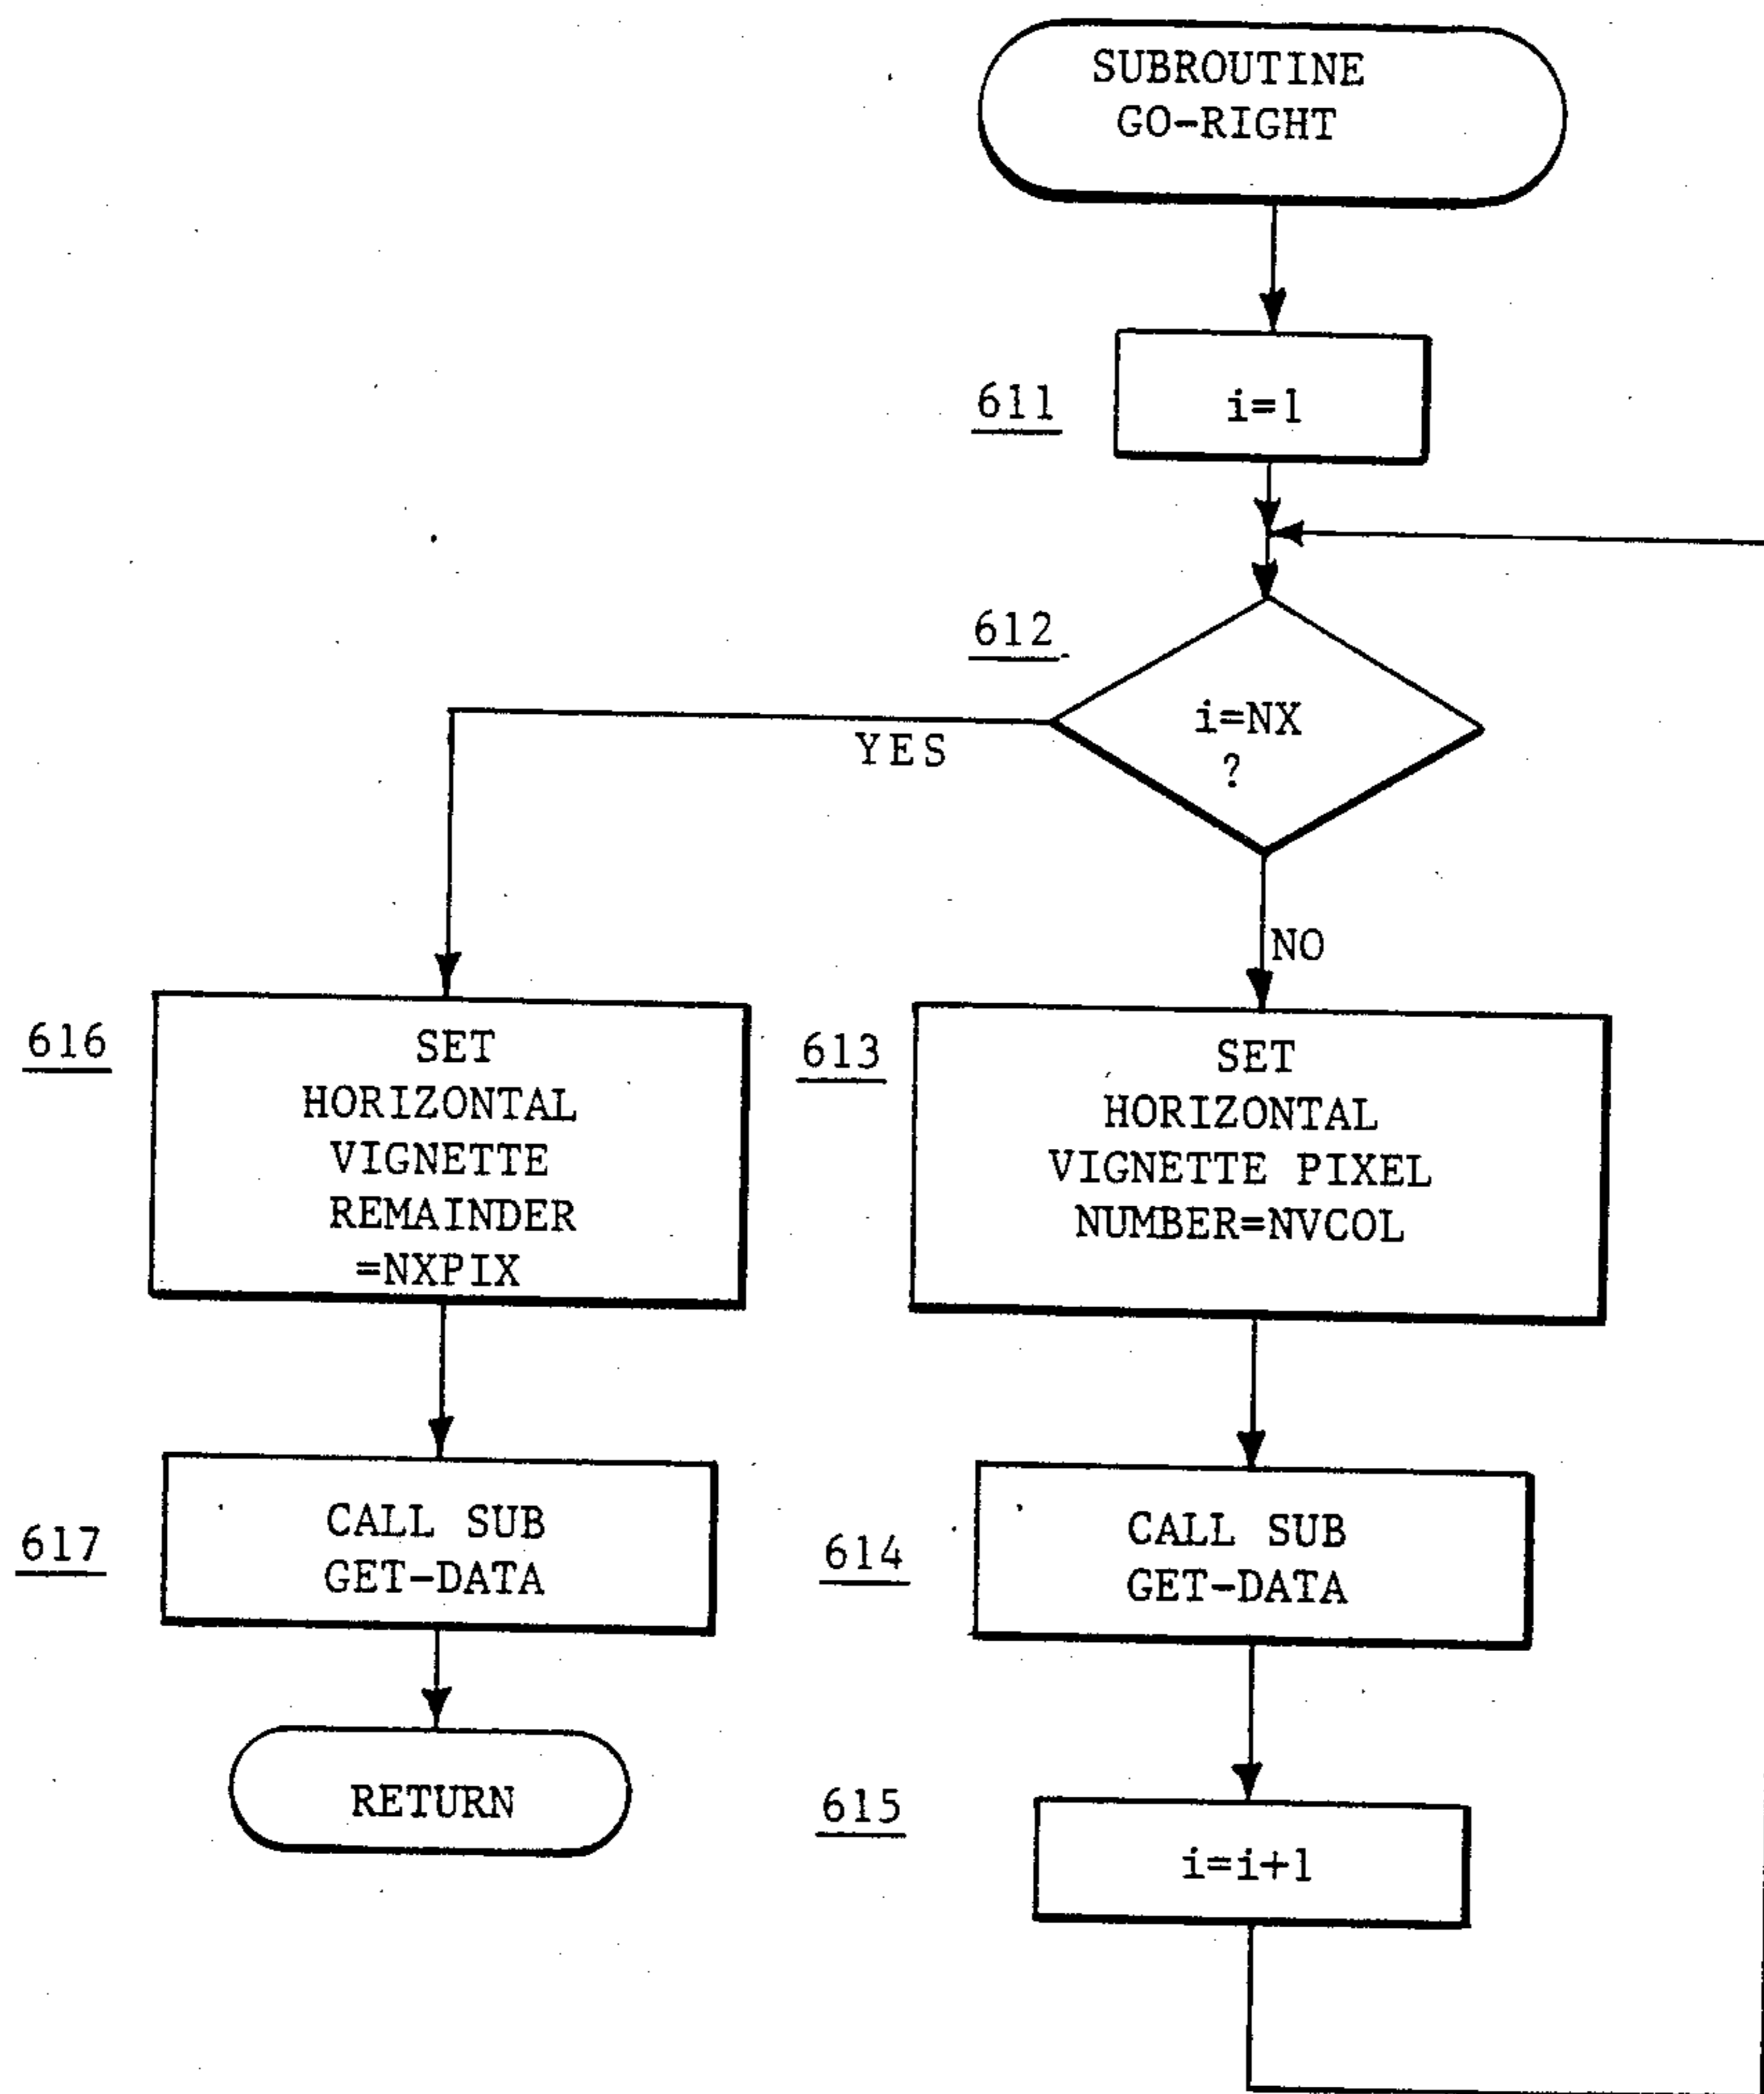 SUBROUTINE
GO-RIGHT
611
i=1
612
i=NX
?
YES
NO
616
SET
HORIZONTAL
VIGNETTE
REMAINDER
=NXPIX
613
SET
HORIZONTAL
VIGNETTE PIXEL
NUMBER=NVCOL
617
CALL SUB
GET-DATA
614
CALL SUB
GET-DATA
RETURN
615
i=i+1